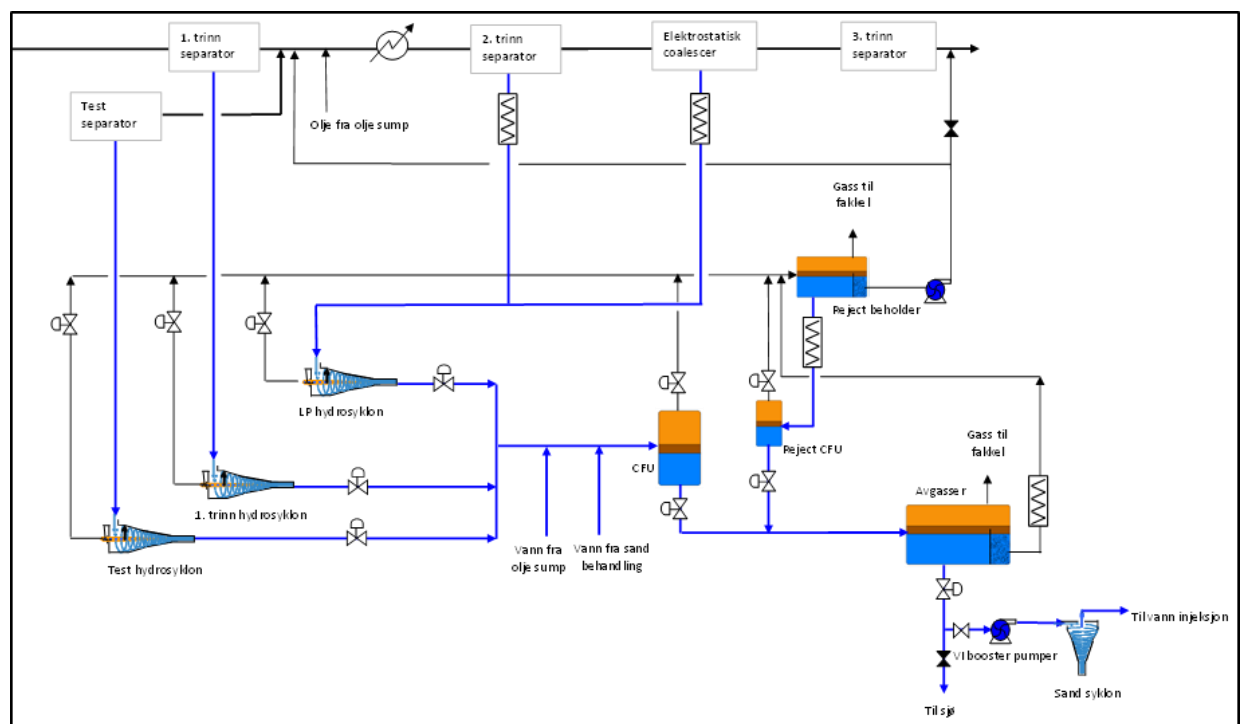 1. trinn
separator
2. trinn
separator
Elektrostatisk
coalescer
3. trinn
separator
Test
separator
Olje fra olje sump
Gass til
fakkel
Reject beholder
LP hydrosyklon
CFU
Reject CFU
Gass til
fakkel
Avgasser
1. trinn hydrosyklon
Test hydrosyklon
Vann fra
olje sump
Vann fra sand
behandling
Til vann injeksjon
VI booster pumper
Sand syklon
Til sjø